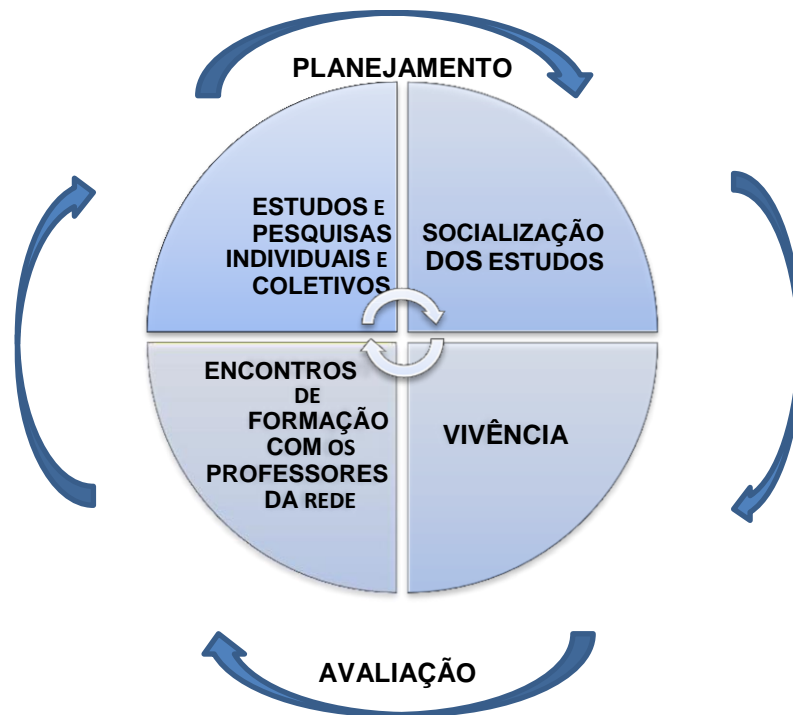 PLANEJAMENTO
ESTUDOS E
PESQUISAS
INDIVIDUAIS E
COLETIVOS
SOCIALIZAÇÃO
DOS ESTUDOS
ENCONTROS
DE
FORMAÇÃO
COM OS
PROFESSORES
DA REDE
VIVÊNCIA
AVALIAÇÃO